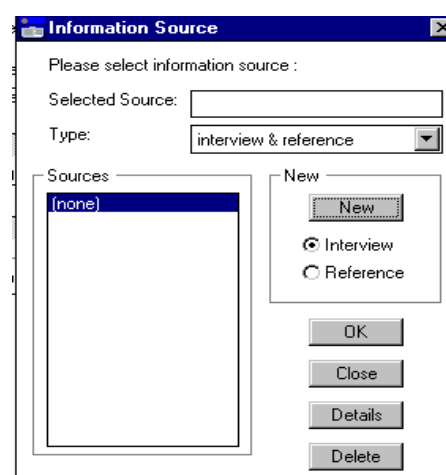 Information Source
Please select information source :
Selected Source:
Type:
interview & reference
Sources
(none)
New
New
Interview
Reference
OK
Close
Details
Delete